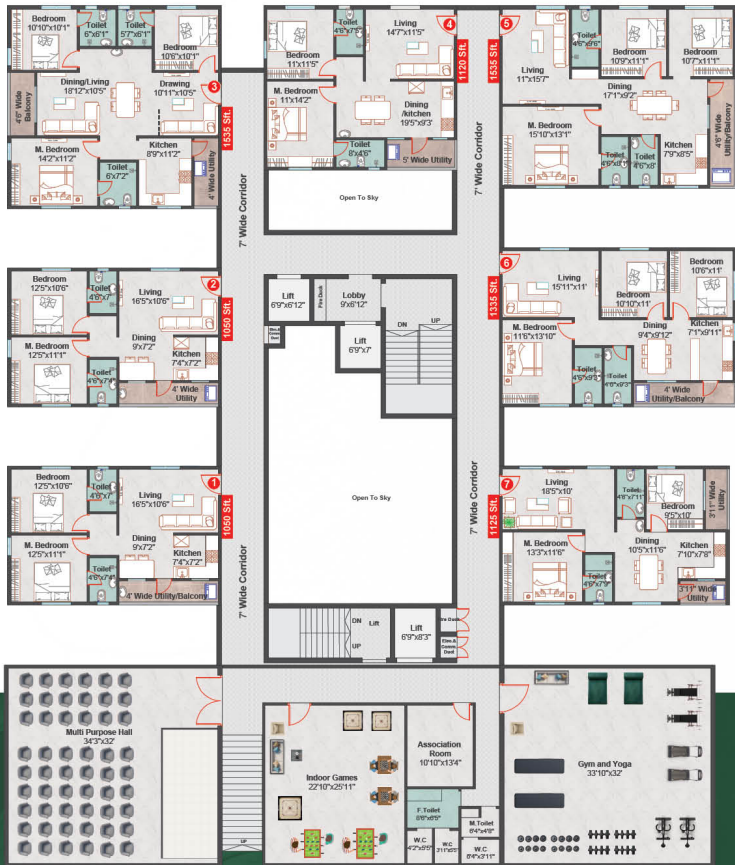 Bedroom
10'10"x10'1"
Toilet
6'x6'1"
Toilet
5'7"x6'1"
Bedroom
10'6"x10'1"
Dining/Living
18'12"x10'5"
Drawing
10'11"x10'5"
3
4'6" Wide
Balcony
1535 Sft.
M. Bedroom
14'2"x11'2"
Toilet
6'x7'2"
Kitchen
8'9"x11'2"
4' Wide Utility
Bedroom
11'x11'5"
Toilet
4'6"x7'5"
Living
14'7"x11'5"
4
1120 Sft.
M. Bedroom
11'x14'2"
Dining
/kitchen
19'5"x9'3"
Toilet
8'x4'6"
5' Wide Utility
5
1535 Sft.
Living
11'x15'7"
Toilet
4'6"x9'6"
Bedroom
10'9"x11'1"
Bedroom
10'7"x11'1"
Dining
17'1"x9'2"
M. Bedroom
15'10"x13'1"
Toilet
Toilet
4'6"x8'
Kitchen
7'9"x8'5"
4'6" Wide
Utility/Balcony
7' Wide Corridor
7' Wide Corridor
Open To Sky
Bedroom
12'5"x10'6"
Toilet
4'6"x7'
Living
16'5"x10'6"
2
1050 Sft.
M. Bedroom
12'5"x11'1"
Toilet
4'6"x7'4"
Dining
9'x7'2"
Kitchen
7'4"x7'2"
4' Wide
Utility
Lift
6'9"x6'12"
Fire Duck
Lobby
9'x6'12"
Lift
6'9"x7'
DN
UP
6
1335 Sft.
Living
15'11"x11'
Bedroom
10'10"x11'
Bedroom
10'6"x11'
M. Bedroom
11'6"x13'10"
Dining
9'4"x9'12"
Kitchen
7'1"x9'11"
Toilet
4'6"x9'3"
Toilet
4'6"x9'3"
4' Wide
Utility/Balcony
Open To Sky
Bedroom
12'5"x10'6"
Toilet
4'6"x7'
Living
16'5"x10'6"
1
1050 Sft.
M. Bedroom
12'5"x11'1"
Toilet
4'6"x7'4"
Dining
9'x7'2"
Kitchen
7'4"x7'2"
4' Wide Utility/Balcony
7' Wide Corridor
7' Wide Corridor
7
1125 Sft.
Living
18'5"x10'
Toilet
4'6"x7'11"
Bedroom
9'5"x10'
3'11" Wide
Utility
M. Bedroom
13'3"x11'6"
Dining
10'5"x11'6"
Kitchen
7'10"x7'8"
Toilet
4'6"x7'9"
3'11" Wide
Utility
DN
UP
Lift
Lift
6'9"x8'3"
Multi Purpose Hall
34'3"x32'
UP
Indoor Games
22'10"x25'11"
Association
Room
10'10"x13'4"
F.Toilet
6'6"x6'5"
M.Toilet
6'4"x4'8"
W.C
4'2"x5'5"
W.C
W.C
6'4"x3'11"
Gym and Yoga
33'10"x32'